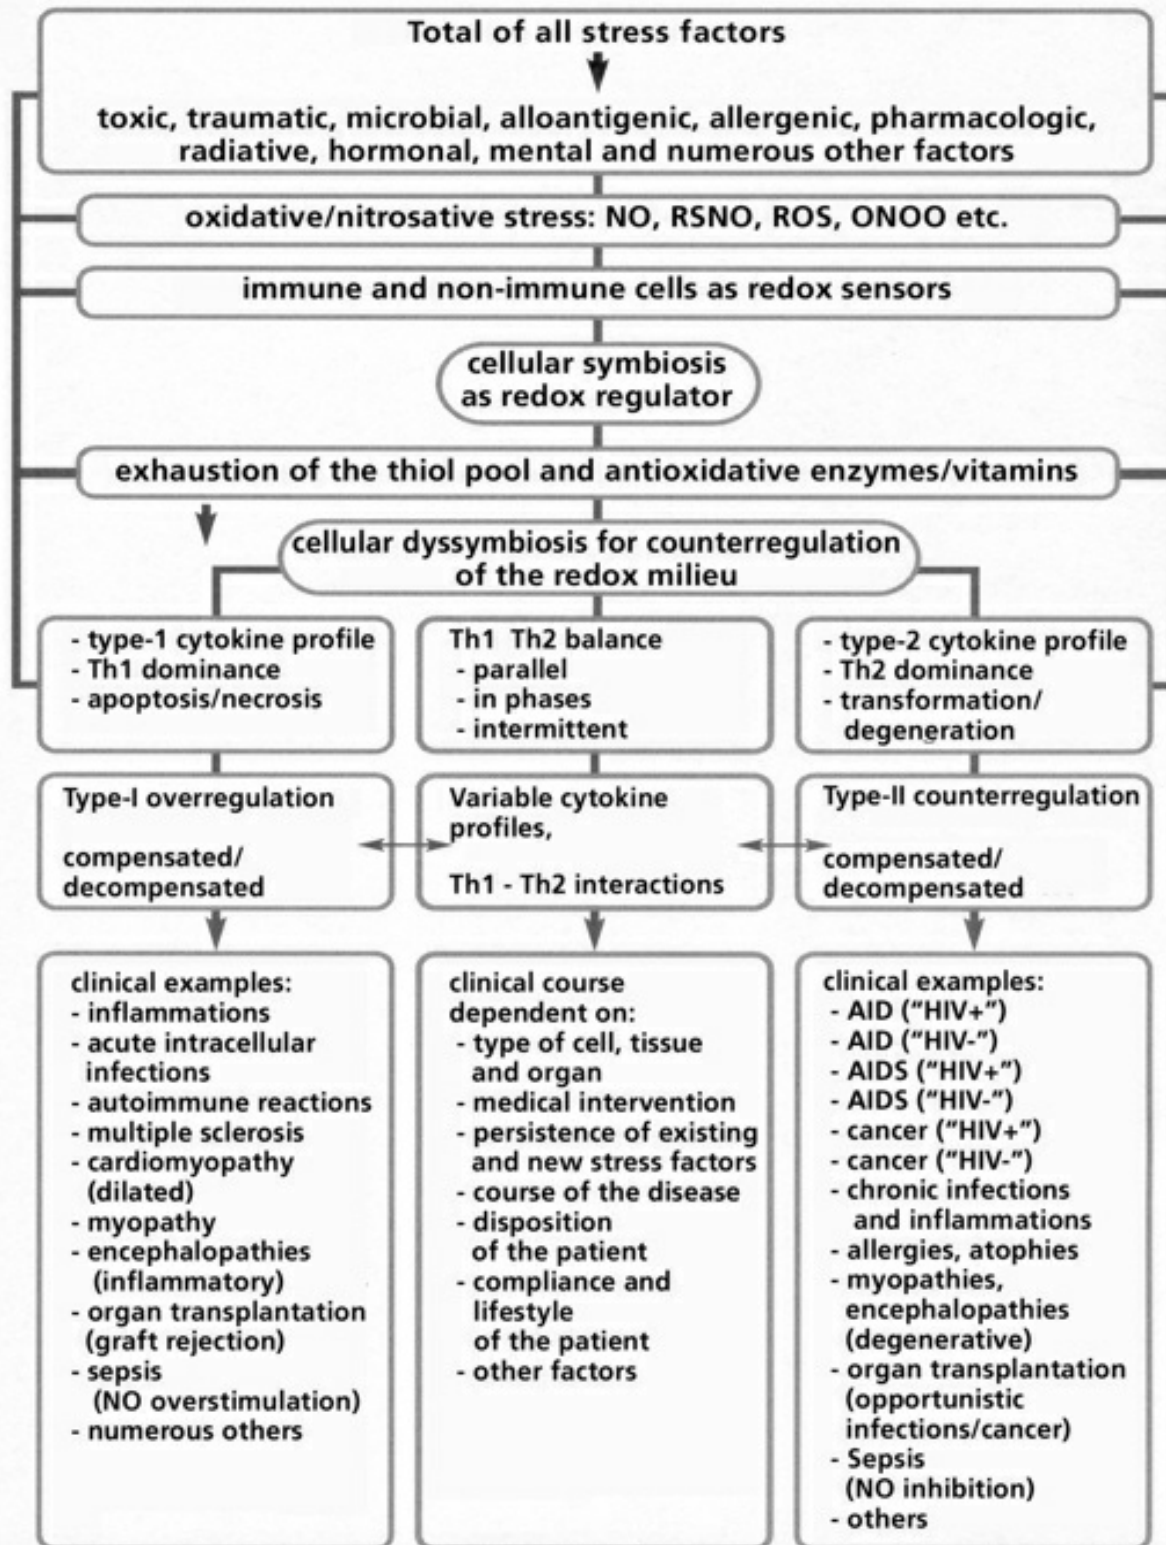 Total of all stress factors
toxic, traumatic, microbial, alloantigenic, allergenic, pharmacologic,
radiative, hormonal, mental and numerous other factors
oxidative/nitrosative stress: NO, RSNO, ROS, ONOO etc.
immune and non-immune cells as redox sensors
cellular symbiosis
as redox regulator
exhaustion of the thiol pool and antioxidative enzymes/vitamins
cellular dyssymbiosis for counterregulation
of the redox milieu
- type-1 cytokine profile
- Th1 dominance
- apoptosis/necrosis
Th1 Th2 balance
- parallel
- in phases
- intermittent
- type-2 cytokine profile
- Th2 dominance
- transformation/
degeneration
Type-I overregulation
compensated/
decompensated
Variable cytokine
profiles,
Th1 - Th2 interactions
Type-II counterregulation
compensated/
decompensated
clinical examples:
- inflammations
- acute intracellular
infections
- autoimmune reactions
- multiple sclerosis
- cardiomyopathy
(dilated)
- myopathy
- encephalopathies
(inflammatory)
- organ transplantation
(graft rejection)
- sepsis
(NO overstimulation)
- numerous others
clinical course
dependent on:
- type of cell, tissue
and organ
- medical intervention
- persistence of existing
and new stress factors
- course of the disease
- disposition
of the patient
- compliance and
lifestyle
of the patient
- other factors
clinical examples:
- AID (“HIV+”)
- AID (“HIV-”)
- AIDS (“HIV+”)
- AIDS (“HIV-”)
- cancer (“HIV+”)
- cancer (“HIV-”)
- chronic infections
and inflammations
- allergies, atophies
- myopathies,
encephalopathies
(degenerative)
- organ transplantation
(opportunistic
infections/cancer)
- Sepsis
(NO inhibition)
- others